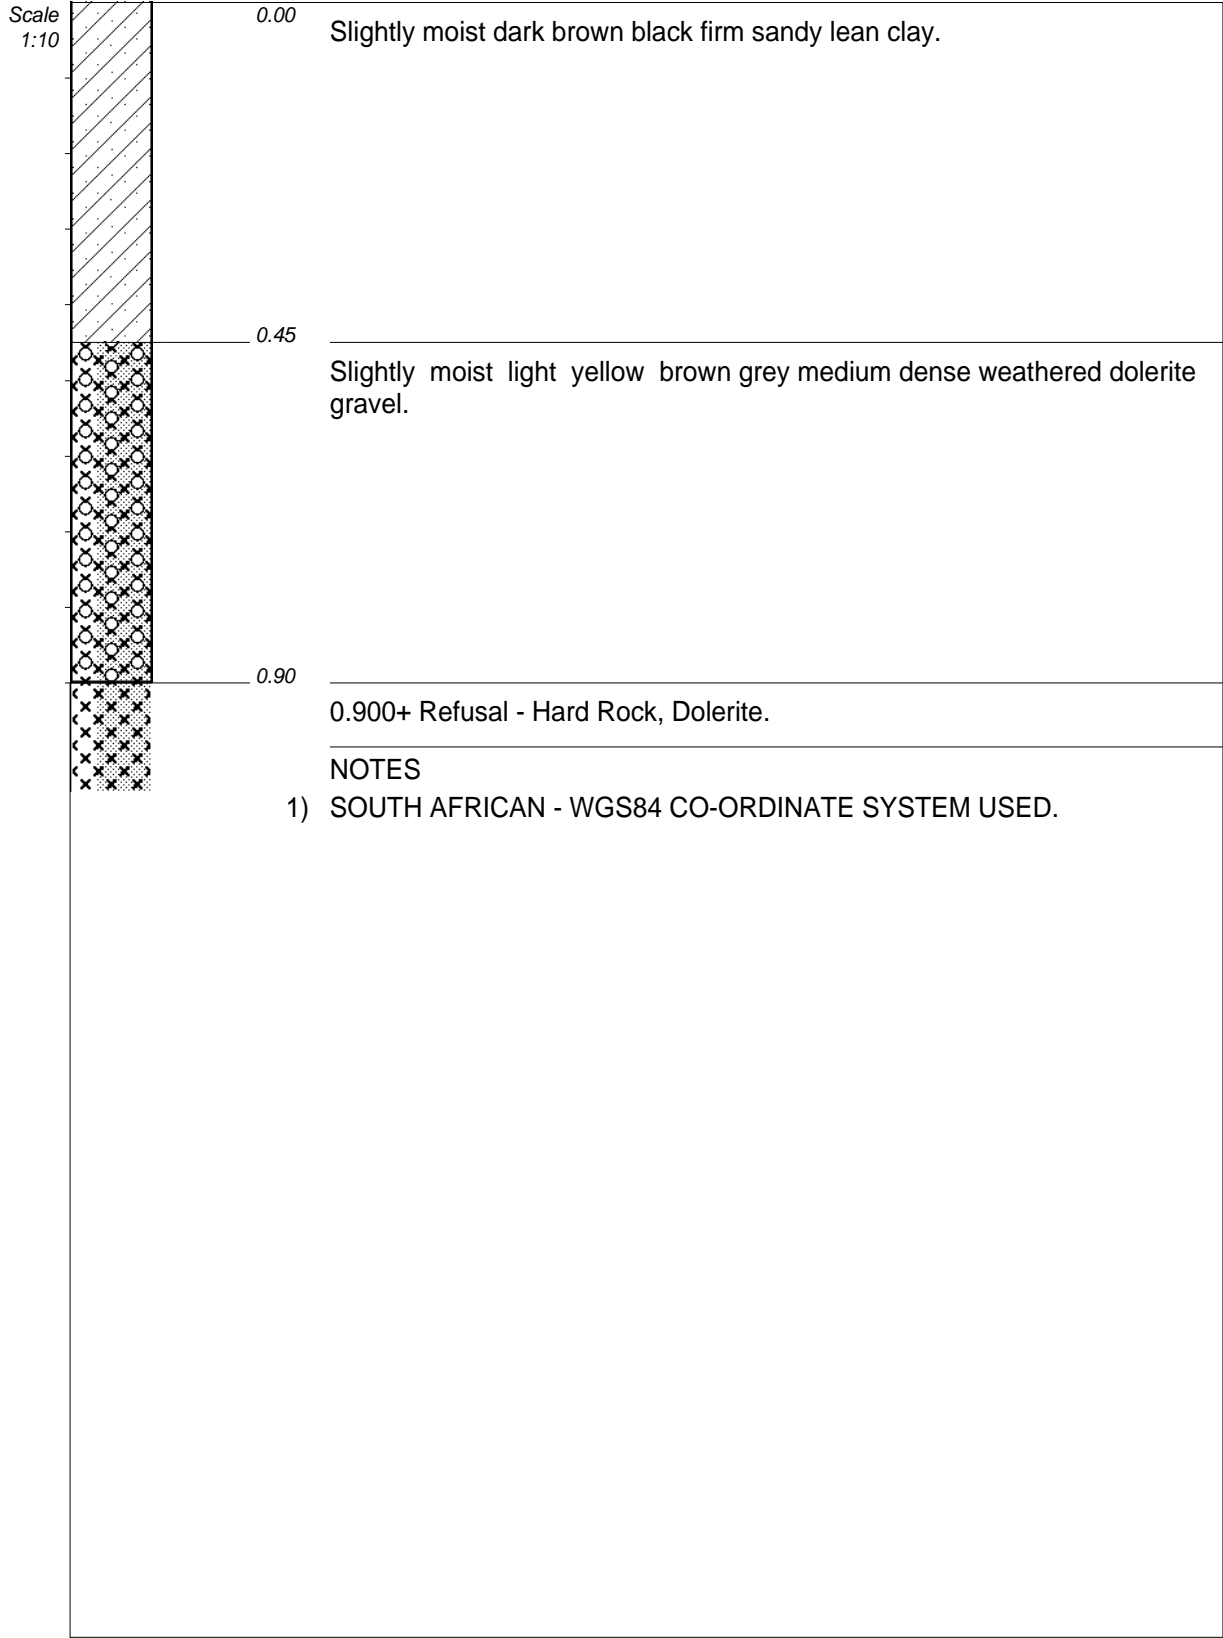 Scale
1:10
0.00
Slightly moist dark brown black firm sandy lean clay.
0.45
Slightly moist light yellow brown grey medium dense weathered dolerite
gravel.
0.90
0.900+ Refusal - Hard Rock, Dolerite.
NOTES
1) SOUTH AFRICAN - WGS84 CO-ORDINATE SYSTEM USED.